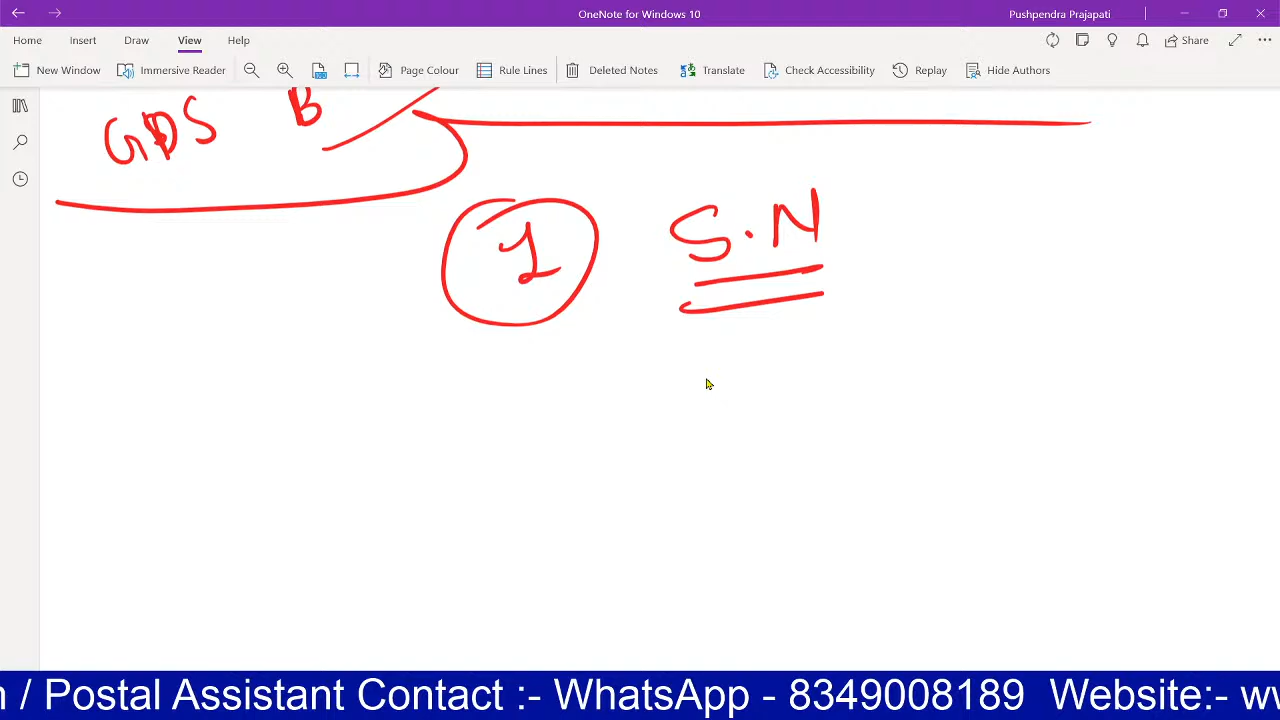 OneNote for Windows 10
Pushpendra Prajapati
Home Insert Draw View Help
Share
New Window Immersive Reader Page Colour Rule Lines Deleted Notes Translate Check Accessibility Replay Hide Authors
GDS B
1 S.N
/ Postal Assistant Contact :- WhatsApp - 8349008189 Website:-